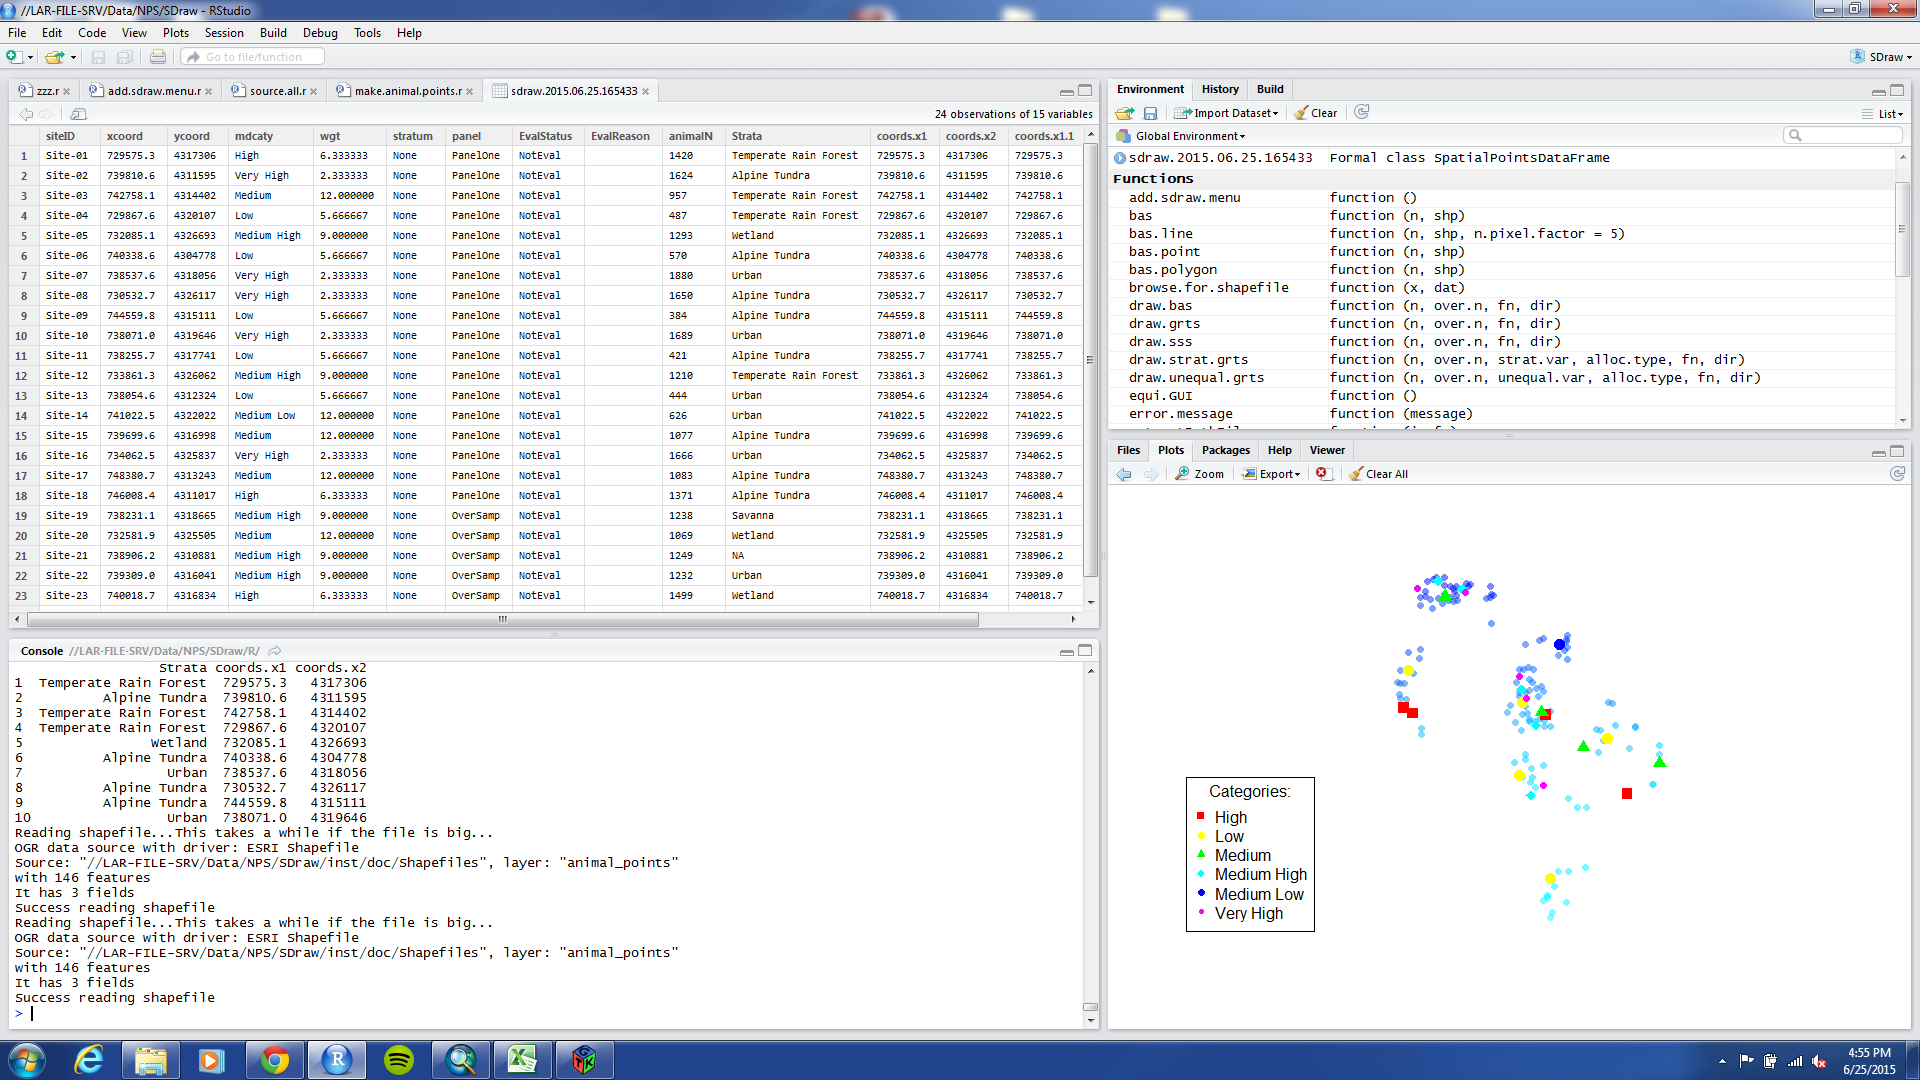 //LAR-FILE-SRV/Data/NPS/SDraw - RStudio
File Edit Code View Plots Session Build Debug Tools Help
Go to file/function
SDraw
zzz.r add.sdraw.menu.r source.all.r make.animal.points.r sdraw.2015.06.25.165433
24 observations of 15 variables
siteID xcoord ycoord mdcaty wgt stratum panel EvalStatus EvalReason animalN Strata coords.x1 coords.x2 coords.x1.1
1 Site-01 729575.3 4317306 High 6.333333 None PanelOne NotEval 1420 Temperate Rain Forest 729575.3 4317306 729575.3
2 Site-02 739810.6 4311595 Very High 2.333333 None PanelOne NotEval 1624 Alpine Tundra 739810.6 4311595 739810.6
3 Site-03 742758.1 4314402 Medium 12.000000 None PanelOne NotEval 957 Temperate Rain Forest 742758.1 4314402 742758.1
4 Site-04 729867.6 4320107 Low 5.666667 None PanelOne NotEval 487 Temperate Rain Forest 729867.6 4320107 729867.6
5 Site-05 732085.1 4326693 Medium High 9.000000 None PanelOne NotEval 1293 Wetland 732085.1 4326693 732085.1
6 Site-06 740338.6 4304778 Low 5.666667 None PanelOne NotEval 570 Alpine Tundra 740338.6 4304778 740338.6
7 Site-07 738537.6 4318056 Very High 2.333333 None PanelOne NotEval 1880 Urban 738537.6 4318056 738537.6
8 Site-08 730532.7 4326117 Very High 2.333333 None PanelOne NotEval 1650 Alpine Tundra 730532.7 4326117 730532.7
9 Site-09 744559.8 4315111 Low 5.666667 None PanelOne NotEval 384 Alpine Tundra 744559.8 4315111 744559.8
10 Site-10 738071.0 4319646 Very High 2.333333 None PanelOne NotEval 1689 Urban 738071.0 4319646 738071.0
11 Site-11 738255.7 4317741 Low 5.666667 None PanelOne NotEval 421 Alpine Tundra 738255.7 4317741 738255.7
12 Site-12 733861.3 4326062 Medium High 9.000000 None PanelOne NotEval 1210 Temperate Rain Forest 733861.3 4326062 733861.3
13 Site-13 738054.6 4312324 Low 5.666667 None PanelOne NotEval 444 Urban 738054.6 4312324 738054.6
14 Site-14 741022.5 4322022 Medium Low 12.000000 None PanelOne NotEval 626 Urban 741022.5 4322022 741022.5
15 Site-15 739699.6 4316998 Medium 12.000000 None PanelOne NotEval 1077 Alpine Tundra 739699.6 4316998 739699.6
16 Site-16 734062.5 4325837 Very High 2.333333 None PanelOne NotEval 1666 Urban 734062.5 4325837 734062.5
17 Site-17 748380.7 4313243 Medium 12.000000 None PanelOne NotEval 1083 Alpine Tundra 748380.7 4313243 748380.7
18 Site-18 746008.4 4311017 High 6.333333 None PanelOne NotEval 1371 Alpine Tundra 746008.4 4311017 746008.4
19 Site-19 738231.1 4318665 Medium High 9.000000 None OverSamp NotEval 1238 Savanna 738231.1 4318665 738231.1
20 Site-20 732581.9 4325505 Medium 12.000000 None OverSamp NotEval 1069 Wetland 732581.9 4325505 732581.9
21 Site-21 738906.2 4310881 Medium High 9.000000 None OverSamp NotEval 1249 NA 738906.2 4310881 738906.2
22 Site-22 739309.0 4316041 Medium High 9.000000 None OverSamp NotEval 1232 Urban 739309.0 4316041 739309.0
23 Site-23 740018.7 4316834 High 6.333333 None OverSamp NotEval 1499 Wetland 740018.7 4316834 740018.7
Console //LAR-FILE-SRV/Data/NPS/SDraw/R/
Strata coords.x1 coords.x2
1 Temperate Rain Forest 729575.3 4317306
2 Alpine Tundra 739810.6 4311595
3 Temperate Rain Forest 742758.1 4314402
4 Temperate Rain Forest 729867.6 4320107
5 Wetland 732085.1 4326693
6 Alpine Tundra 740338.6 4304778
7 Urban 738537.6 4318056
8 Alpine Tundra 730532.7 4326117
9 Alpine Tundra 744559.8 4315111
10 Urban 738071.0 4319646
Reading shapefile...This takes a while if the file is big...
OGR data source with driver: ESRI Shapefile
Source: "//LAR-FILE-SRV/Data/NPS/SDraw/inst/doc/Shapefiles", layer: "animal_points"
with 146 features
It has 3 fields
Success reading shapefile
Reading shapefile...This takes a while if the file is big...
OGR data source with driver: ESRI Shapefile
Source: "//LAR-FILE-SRV/Data/NPS/SDraw/inst/doc/Shapefiles", layer: "animal_points"
with 146 features
It has 3 fields
Success reading shapefile
>
Environment History Build
Import Dataset Clear List
Global Environment
sdraw.2015.06.25.165433 Formal class SpatialPointsDataFrame
Functions
add.sdraw.menu function ()
bas function (n, shp)
bas.line function (n, shp, n.pixel.factor = 5)
bas.point function (n, shp)
bas.polygon function (n, shp)
browse.for.shapefile function (x, dat)
draw.bas function (n, over.n, fn, dir)
draw.grts function (n, over.n, fn, dir)
draw.sss function (n, over.n, fn, dir)
draw.strat.grts function (n, over.n, strat.var, alloc.type, fn, dir)
draw.unequal.grts function (n, over.n, unequal.var, alloc.type, fn, dir)
equi.GUI function ()
error.message function (message)
Files Plots Packages Help Viewer
Zoom Export Clear All
Categories:
High
Low
Medium
Medium High
Medium Low
Very High
4:55 PM
6/25/2015